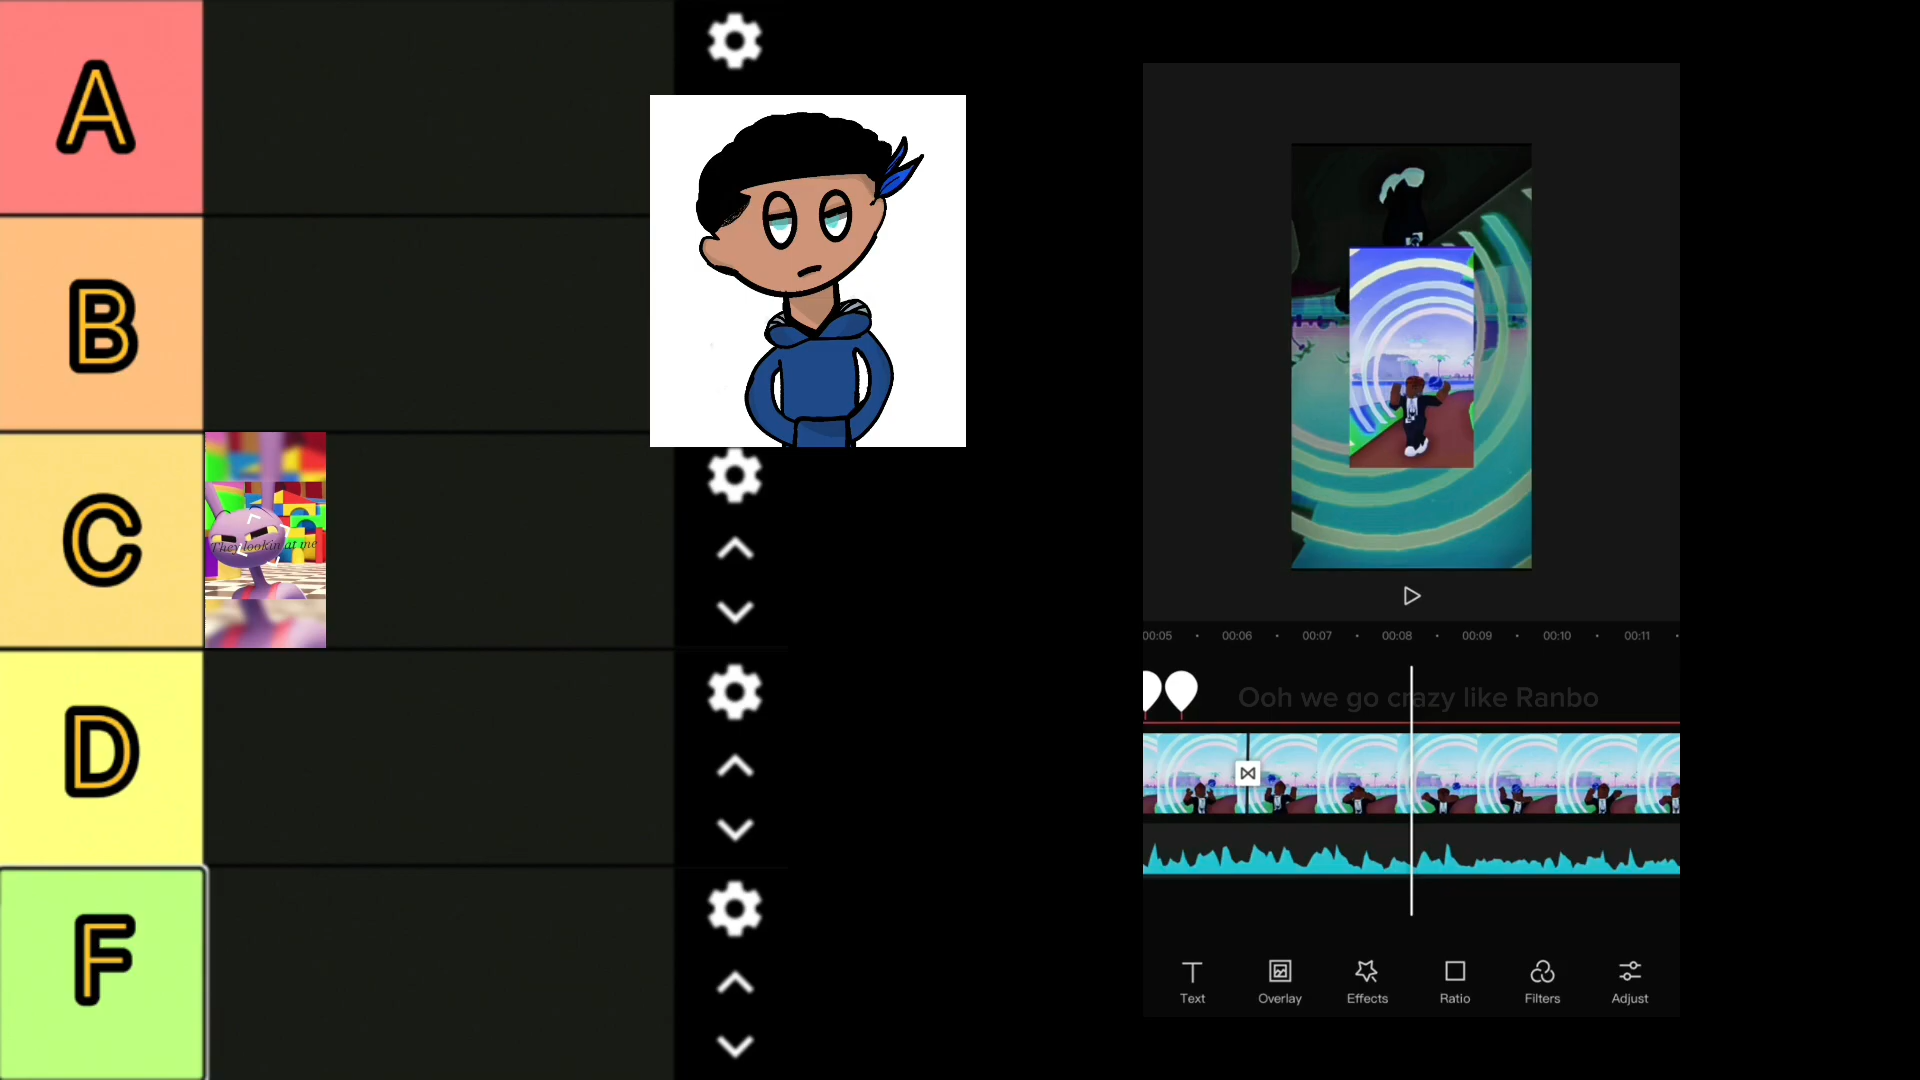 A
B
C
They lookin at me
D
F
00:05
00:06
00:07
00:08
00:09
00:10
00:11
Ooh we go crazy like Ranbo
Text
Overlay
Effects
Ratio
Filters
Adjust